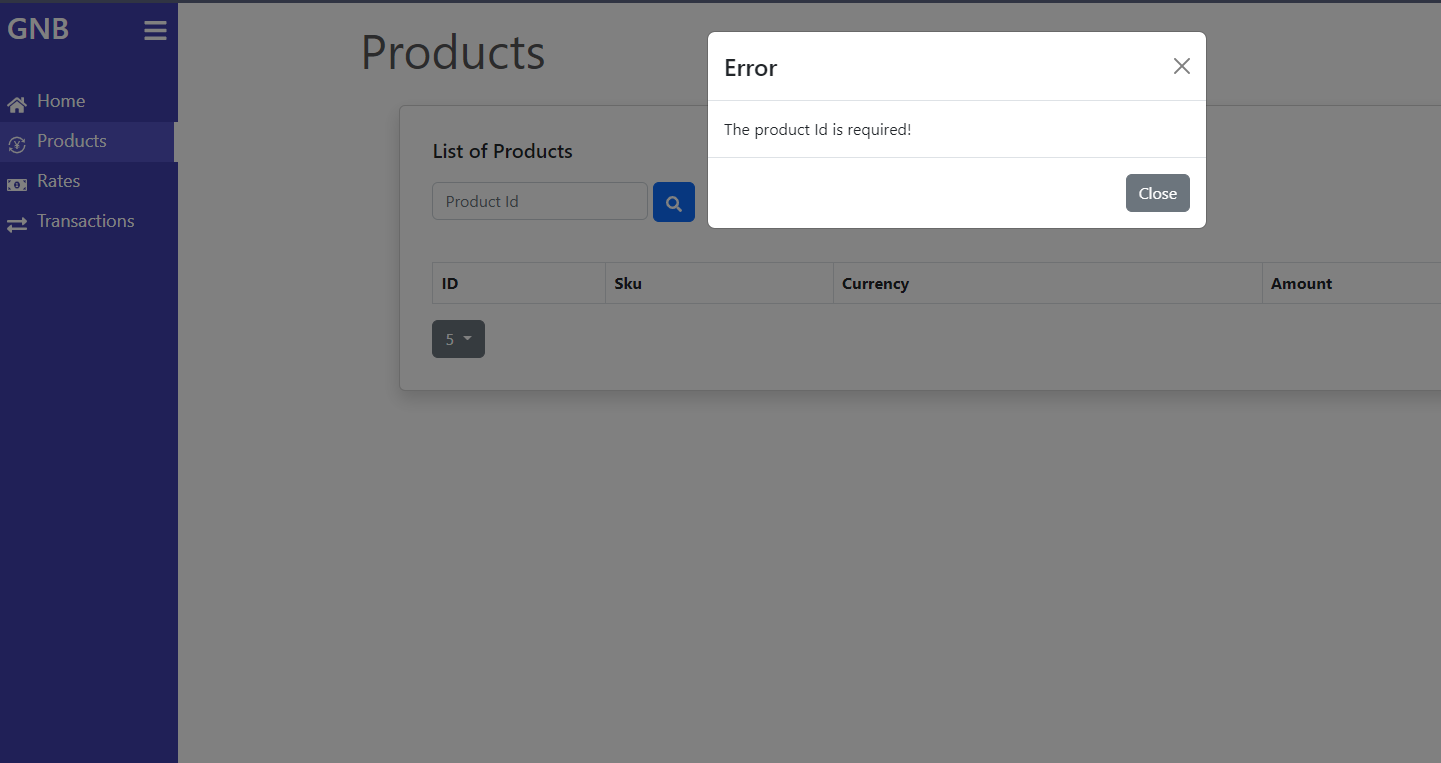 GNB
Home
Products
Rates
Transactions
Products
List of Products
Product Id
ID Sku Currency Amount
5
Error
The product Id is required!
Close